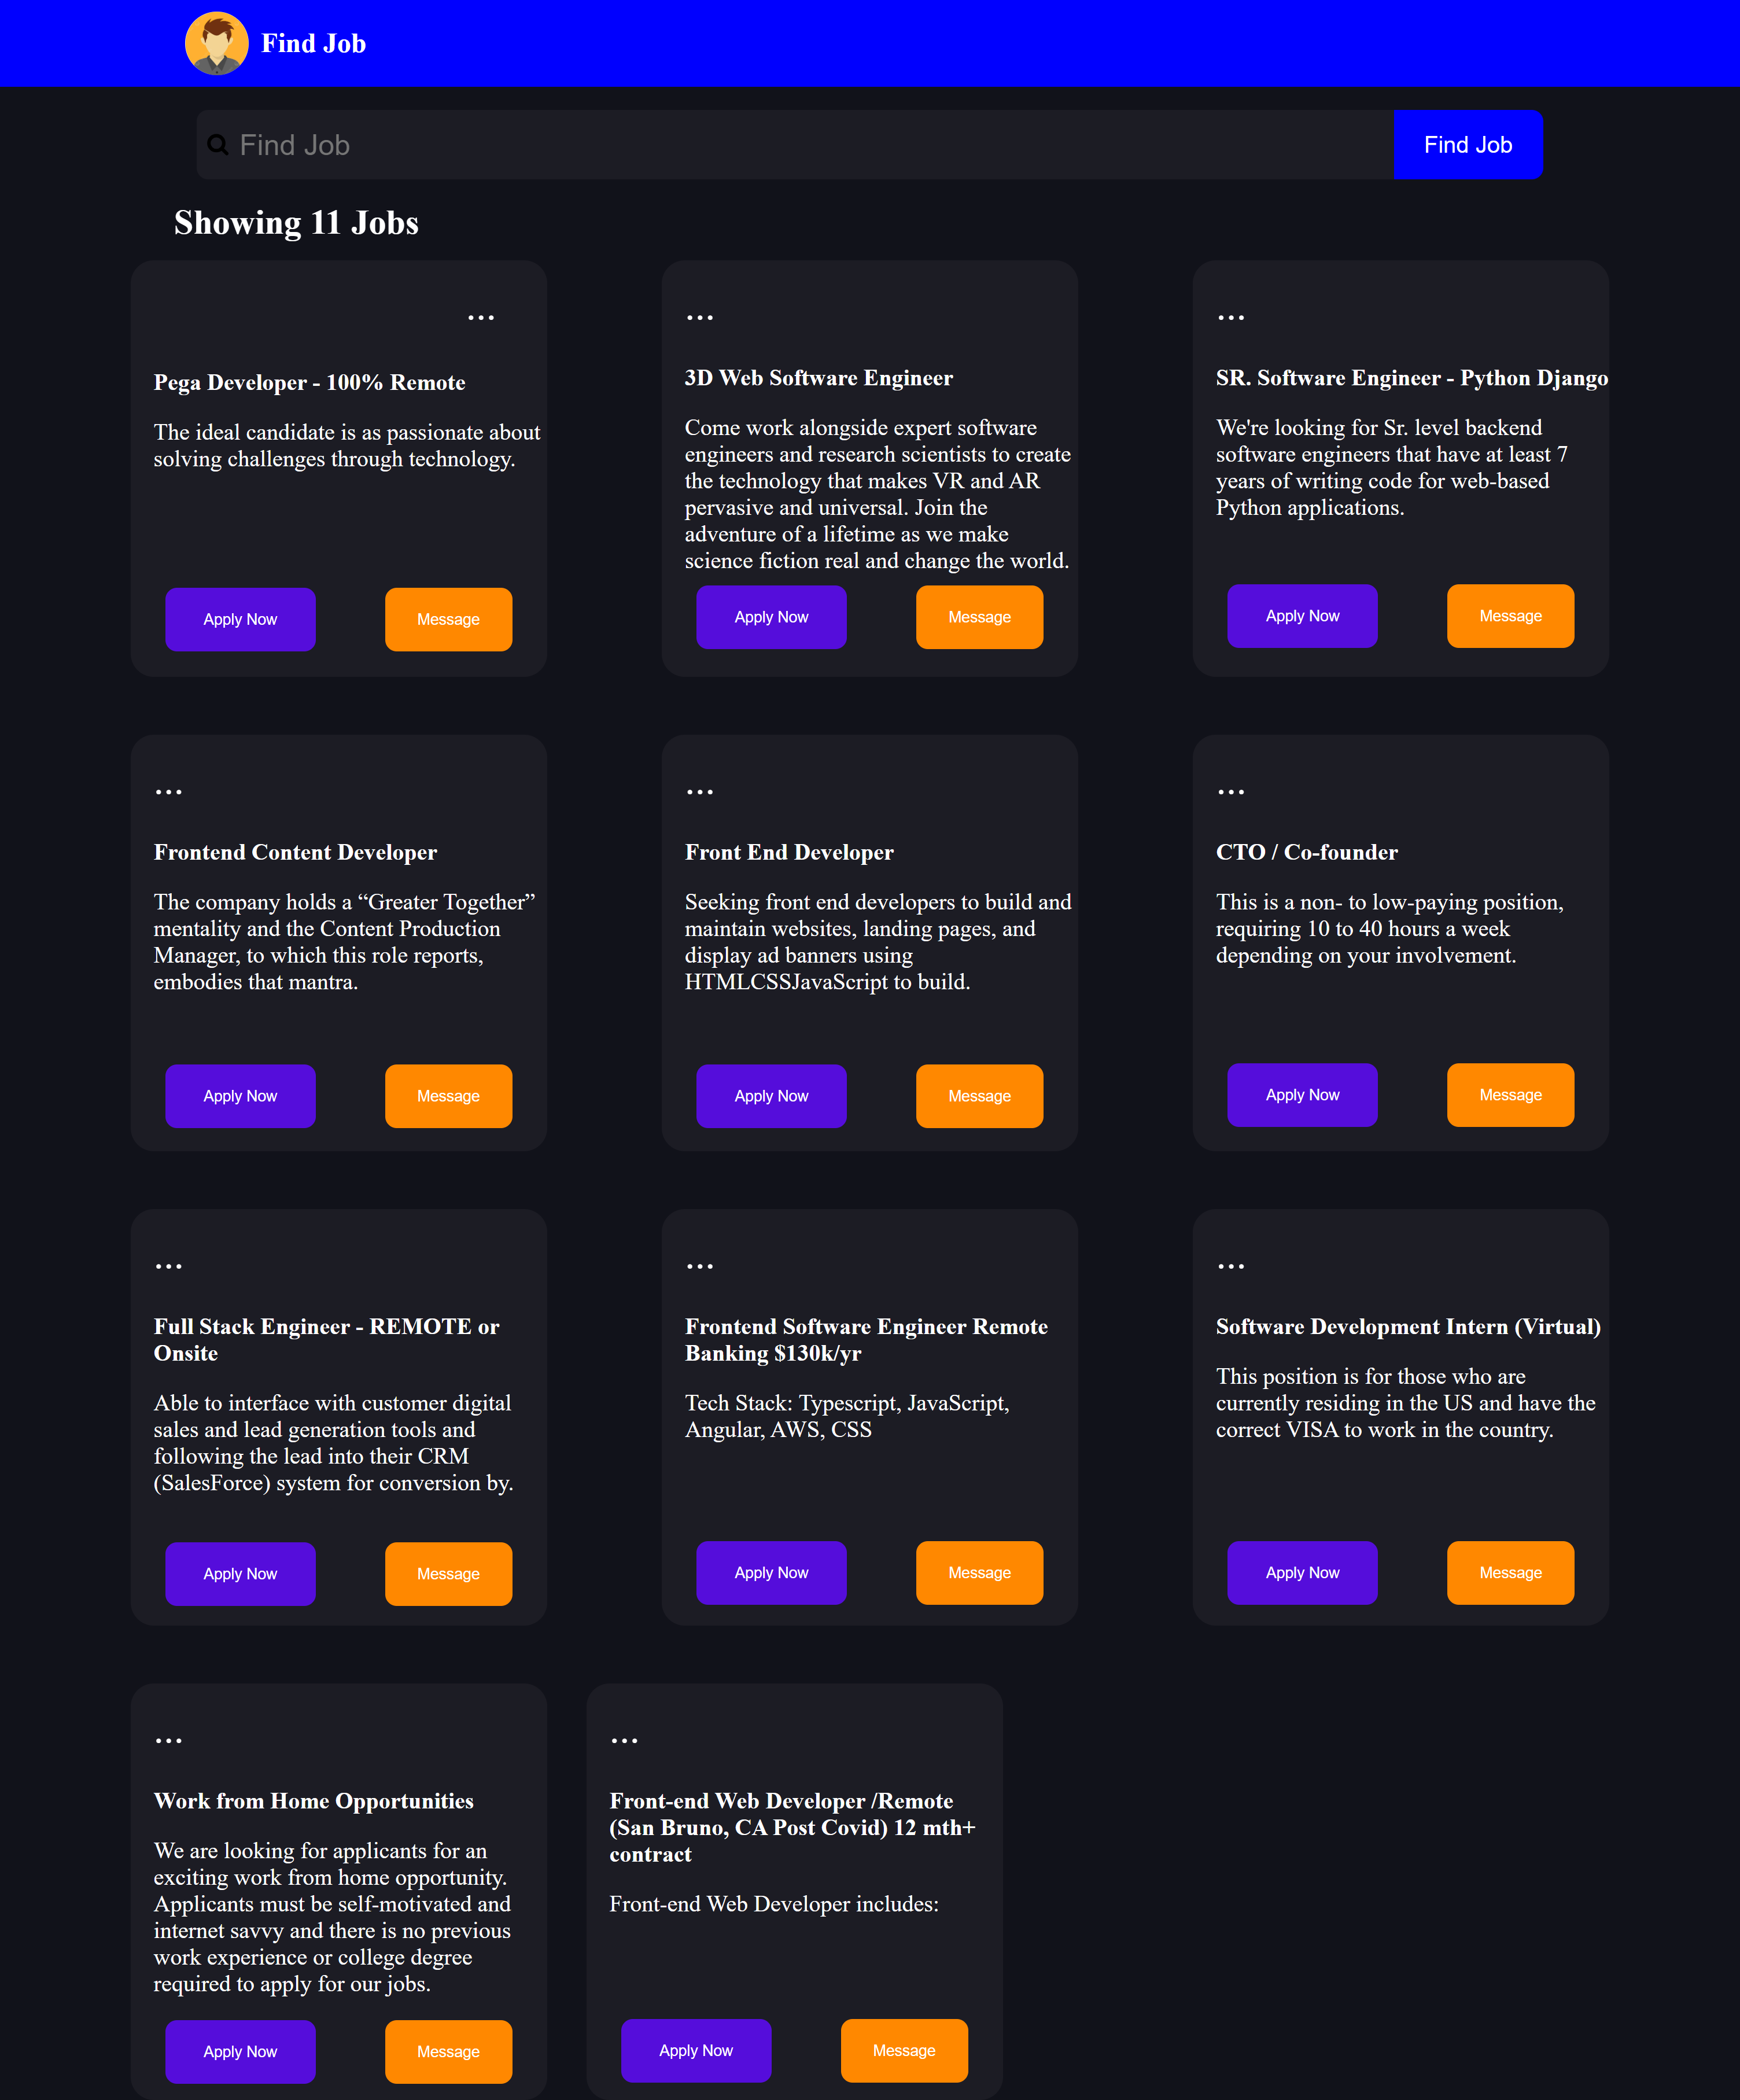 Find Job
Find Job
Find Job
Showing 11 Jobs
...
Pega Developer - 100% Remote
The ideal candidate is as passionate about
solving challenges through technology.
Apply Now
Message
...
3D Web Software Engineer
Come work alongside expert software
engineers and research scientists to create
the technology that makes VR and AR
pervasive and universal. Join the
adventure of a lifetime as we make
science fiction real and change the world.
Apply Now
Message
...
SR. Software Engineer - Python Django
We're looking for Sr. level backend
software engineers that have at least 7
years of writing code for web-based
Python applications.
Apply Now
Message
...
Frontend Content Developer
The company holds a “Greater Together”
mentality and the Content Production
Manager, to which this role reports,
embodies that mantra.
Apply Now
Message
...
Front End Developer
Seeking front end developers to build and
maintain websites, landing pages, and
display ad banners using
HTMLCSSJavaScript to build.
Apply Now
Message
...
CTO / Co-founder
This is a non- to low-paying position,
requiring 10 to 40 hours a week
depending on your involvement.
Apply Now
Message
...
Full Stack Engineer - REMOTE or
Onsite
Able to interface with customer digital
sales and lead generation tools and
following the lead into their CRM
(SalesForce) system for conversion by.
Apply Now
Message
...
Frontend Software Engineer Remote
Banking $130k/yr
Tech Stack: Typescript, JavaScript,
Angular, AWS, CSS
Apply Now
Message
...
Software Development Intern (Virtual)
This position is for those who are
currently residing in the US and have the
correct VISA to work in the country.
Apply Now
Message
...
Work from Home Opportunities
We are looking for applicants for an
exciting work from home opportunity.
Applicants must be self-motivated and
internet savvy and there is no previous
work experience or college degree
required to apply for our jobs.
Apply Now
Message
...
Front-end Web Developer /Remote
(San Bruno, CA Post Covid) 12 mth+
contract
Front-end Web Developer includes:
Apply Now
Message